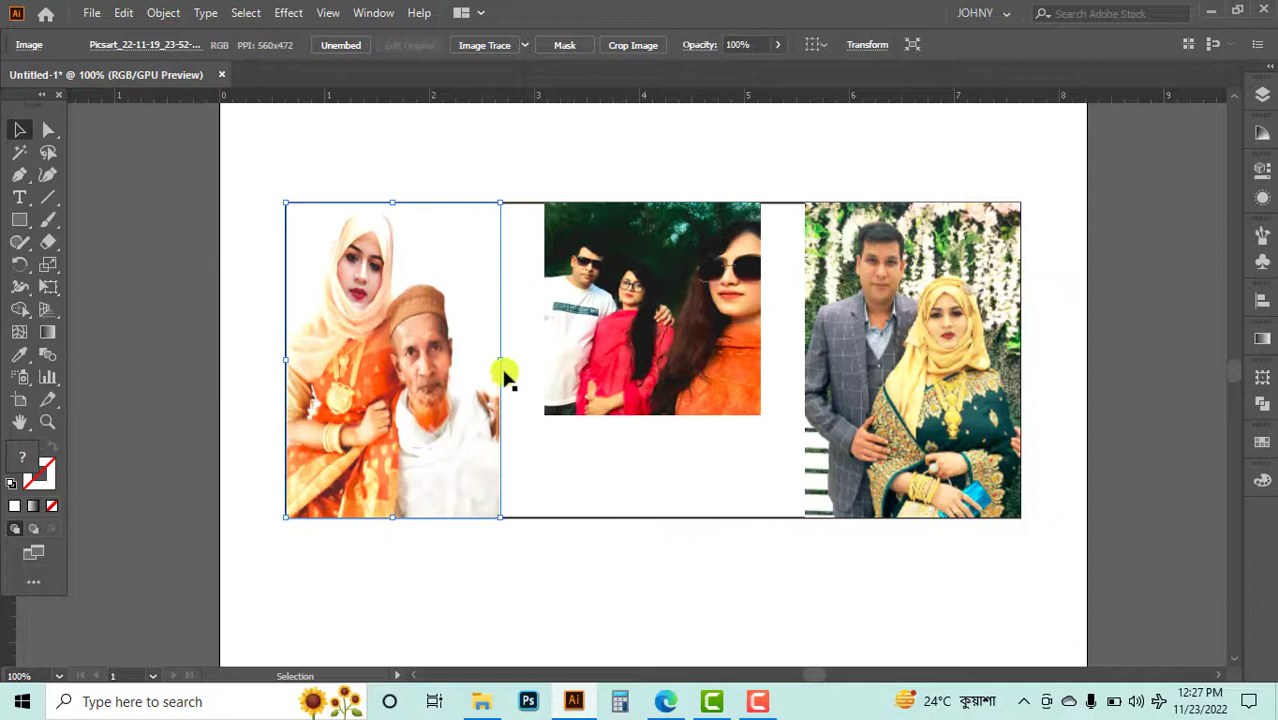 Ai File Edit Object Type Select Effect View Window Help JOHNY Search Adobe Stock
Image Picsart_22-11-19_23-52-... RGB PPI: 560x472 Unembed Edit Original Image Trace Mask Crop Image Opacity: 100% Transform
Untitled-1* @ 100% (RGB/GPU Preview)
1 0 1 2 3 4 5 6 7 8 9
?
100% 1 Selection
Type here to search Ps Ai 24°C কুয়াশা 12:27 PM
11/23/2022